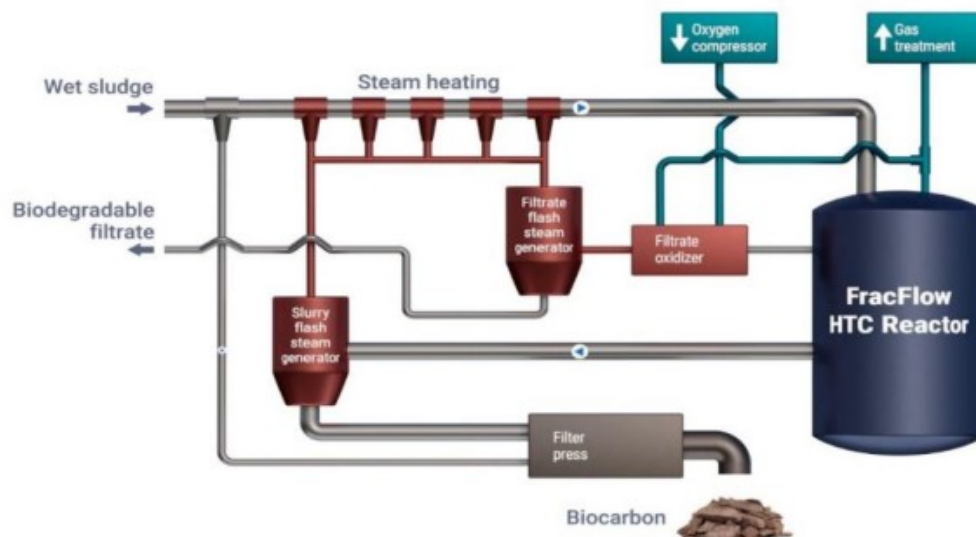 Oxygen
compressor
Gas
treatment
Wet sludge
Steam heating
Biodegradable
filtrate
Filtrate
flash
steam
generator
Filtrate
oxidizer
FracFlow
HTC Reactor
Slurry
flash
steam
generator
Filter
press
Biocarbon